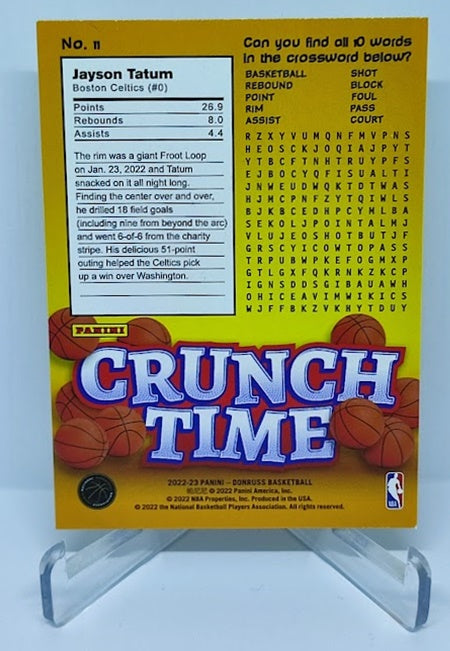 No. 11
Jayson Tatum
Boston Celtics (#0)
Points 26.9
Rebounds 8.0
Assists 4.4
The rim was a giant Froot Loop
on Jan. 23, 2022 and Tatum
snacked on it all night long.
Finding the center over and over,
he drilled 18 field goals
(including nine from beyond the arc)
and went 6-of-6 from the charity
stripe. His delicious 51-point
outing helped the Celtics pick
up a win over Washington.
Can you find all 10 words
in the crossword below?
BASKETBALL SHOT
REBOUND BLOCK
POINT FOUL
RIM PASS
ASSIST COURT
R Z X Y V U M Q N F M V P N S
H E O S C K J O Q I A J P Y T
Y T B C F T N H T R U Y P F S
E J B O C Y Q F I S U A L T I
J N W E U D W Q K T D T W A S
H J M C P N F Z Y T Q I W L S
B J K B C E D H P C Y M L B A
S E K O L J P O I N T A L M J
V L U J E O S H O T B U T J F
G R S C Y I C O W T O P A S S
T R P U B W P K E F O G M X P
G T L G X F Q K R N K Z K C P
I G N S D D S G I B A U A W H
O H I C E A V I M W I K I C S
W J F F B K Z V K H Y T D U Y
PANINI
CRUNCH
TIME
2022-23 PANINI – DONRUSS BASKETBALL
帕尼尼 © 2022 Panini America, Inc.
© 2022 NBA Properties, Inc. Produced in the USA.
© 2022 the National Basketball Players Association. All rights reserved.
NBA